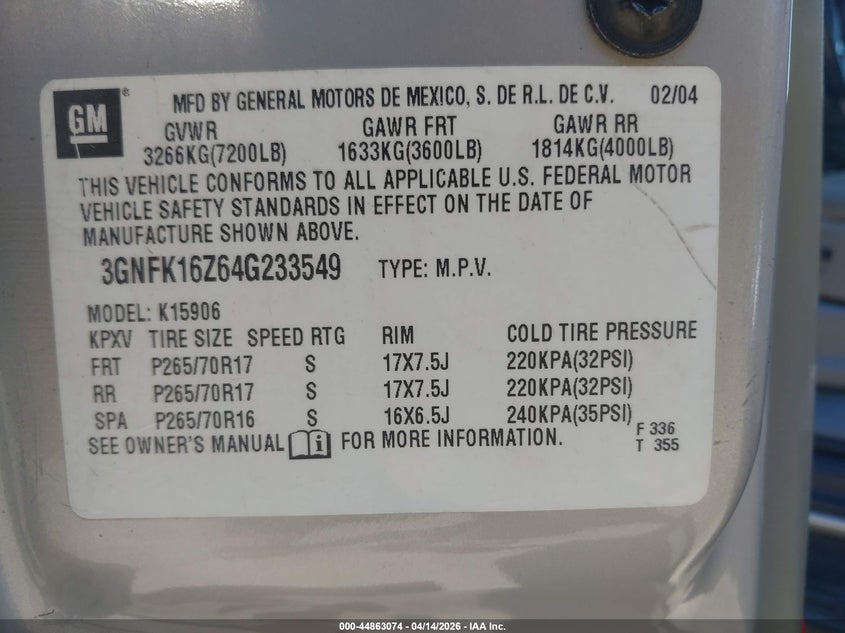 GM
®
MFD BY GENERAL MOTORS DE MEXICO, S. DE R.L. DE C.V. 02/04
GVWR GAWR FRT GAWR RR
3266KG(7200LB) 1633KG(3600LB) 1814KG(4000LB)
THIS VEHICLE CONFORMS TO ALL APPLICABLE U.S. FEDERAL MOTOR
VEHICLE SAFETY STANDARDS IN EFFECT ON THE DATE OF
MANUFACTURE SHOWN ABOVE.
3GNFK16Z64G233549 TYPE: M.P.V.
MODEL: K15906
KPXV TIRE SIZE SPEED RTG RIM COLD TIRE PRESSURE
FRT P265/70R17 S 17X7.5J 220KPA(32PSI)
RR P265/70R17 S 17X7.5J 220KPA(32PSI)
SPA P265/70R16 S 16X6.5J 240KPA(35PSI)
SEE OWNER'S MANUAL i FOR MORE INFORMATION.
F 336
T 355
000-44863074 / 04/14/2026 - IAA Inc.